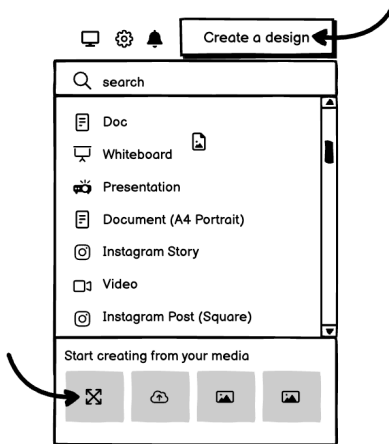 Create a design
search
Doc
Whiteboard
Presentation
Document (A4 Portrait)
Instagram Story
Video
Instagram Post (Square)
Start creating from your media